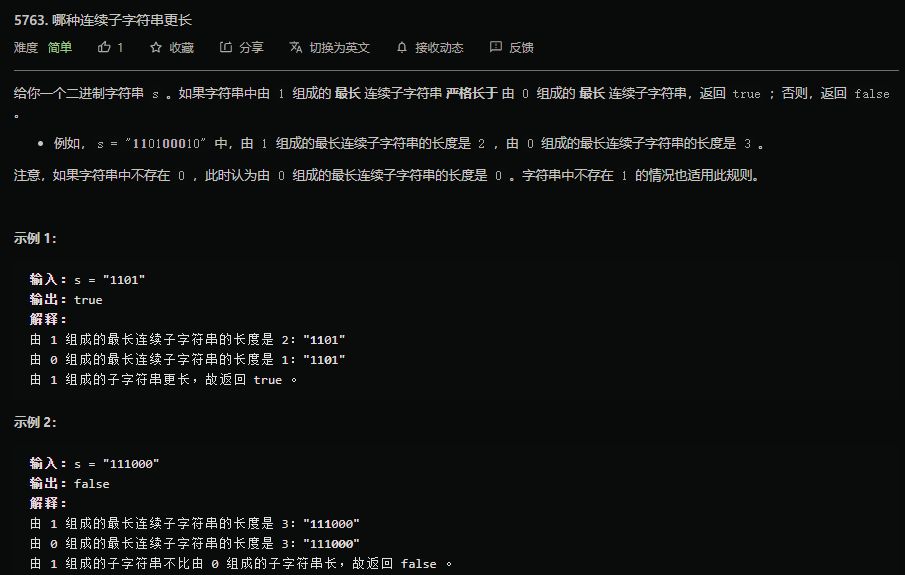 5763. 哪种连续子字符串更长
难度 简单 1 收藏 分享 切换为英文 接收动态 反馈
给你一个二进制字符串 s 。如果字符串中由 1 组成的 最长 连续子字符串 严格长于 由 0 组成的 最长 连续子字符串，返回 true ；否则，返回 false
。
• 例如，s = "110100010" 中，由 1 组成的最长连续子字符串的长度是 2 ，由 0 组成的最长连续子字符串的长度是 3 。
注意，如果字符串中不存在 0 ，此时认为由 0 组成的最长连续子字符串的长度是 0 。字符串中不存在 1 的情况也适用此规则。
示例 1：
输入：s = "1101"
输出：true
解释：
由 1 组成的最长连续子字符串的长度是 2："1101"
由 0 组成的最长连续子字符串的长度是 1："1101"
由 1 组成的子字符串更长，故返回 true 。
示例 2：
输入：s = "111000"
输出：false
解释：
由 1 组成的最长连续子字符串的长度是 3："111000"
由 0 组成的最长连续子字符串的长度是 3："111000"
由 1 组成的子字符串不比由 0 组成的子字符串长，故返回 false 。